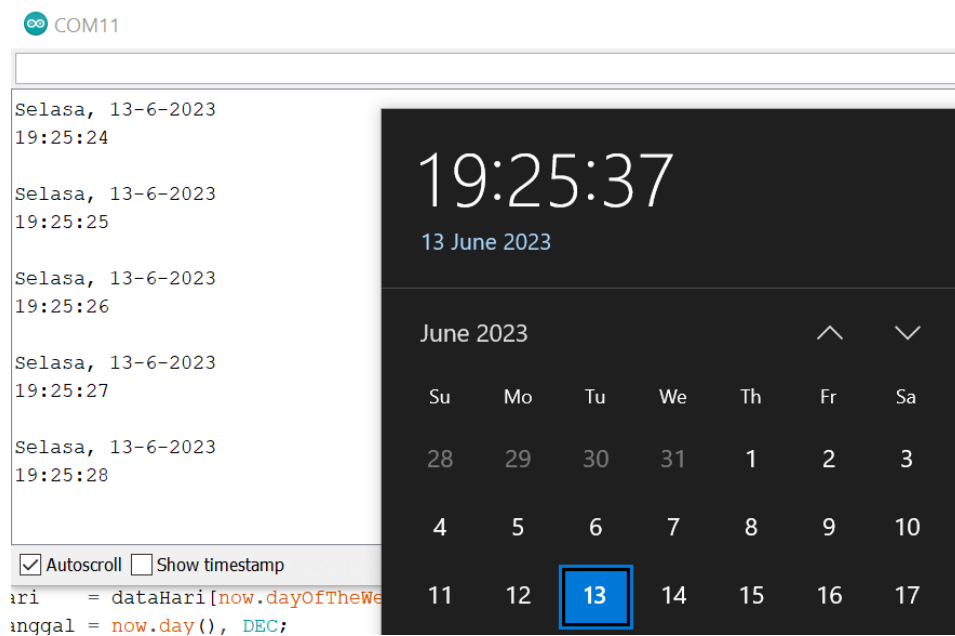 COM11
Selasa, 13-6-2023
19:25:24
Selasa, 13-6-2023
19:25:25
Selasa, 13-6-2023
19:25:26
Selasa, 13-6-2023
19:25:27
Selasa, 13-6-2023
19:25:28
Autoscroll Show timestamp
ari = dataHari[now.dayOfTheWe
anggal = now.day(), DEC;
19:25:37
13 June 2023
June 2023
Su Mo Tu We Th Fr Sa
28 29 30 31 1 2 3
4 5 6 7 8 9 10
11 12 13 14 15 16 17